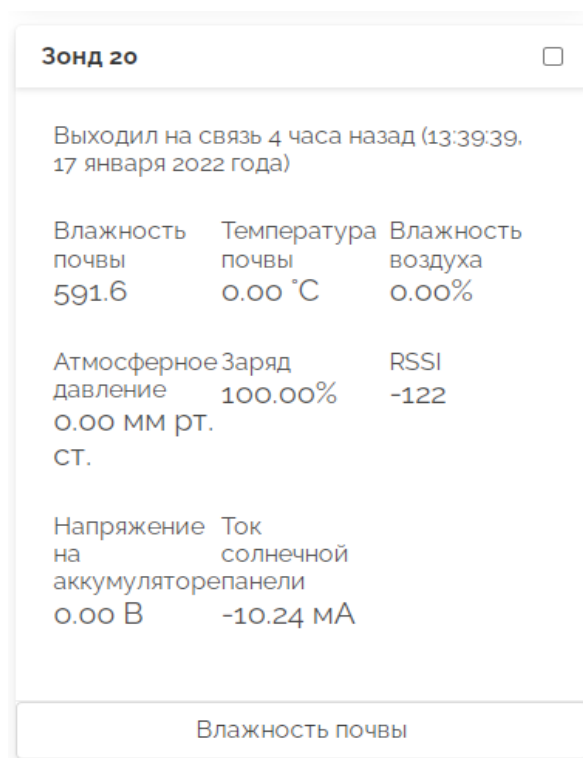 Зонд 20
Выходил на связь 4 часа назад (13:39:39,
17 января 2022 года)
Влажность почвы
591.6
Температура почвы
0.00 °C
Влажность воздуха
0.00%
Атмосферное давление
0.00 мм рт. ст.
Заряд
100.00%
RSSI
-122
Напряжение на аккумуляторе
0.00 В
Ток солнечной панели
-10.24 мА
Влажность почвы